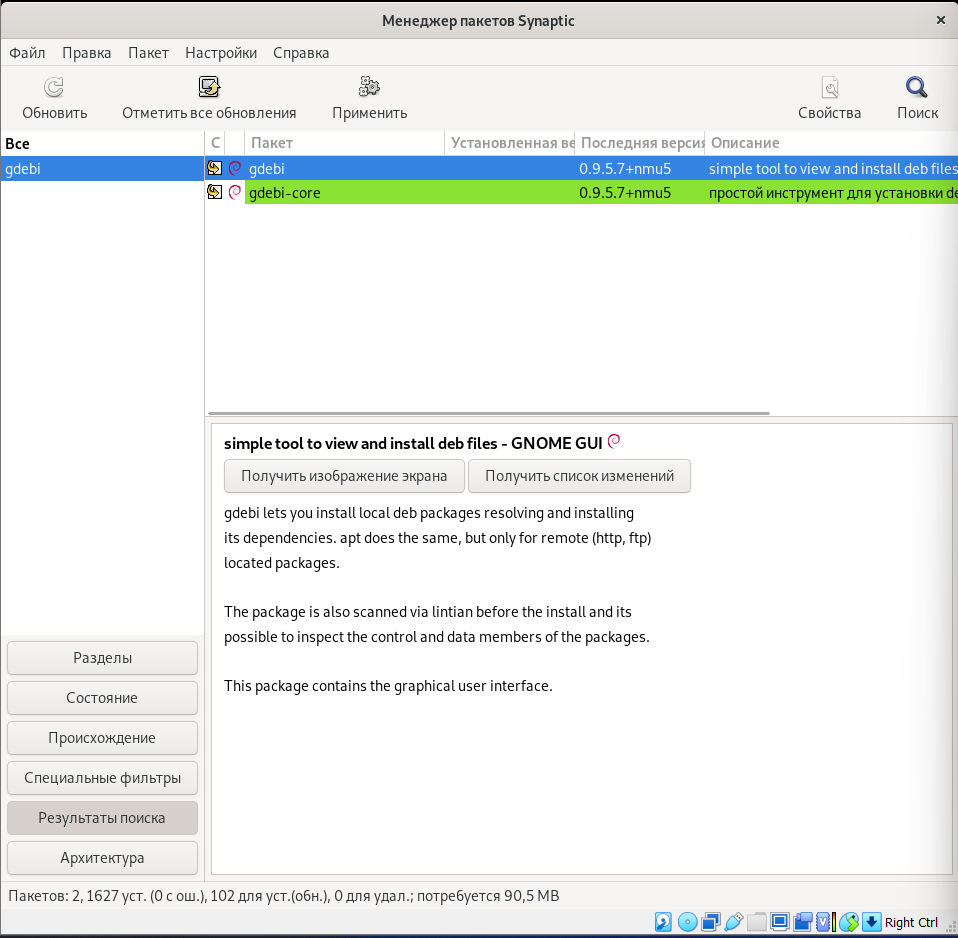 Менеджер пакетов Synaptic
Файл Правка Пакет Настройки Справка
Обновить Отметить все обновления Применить Свойства Поиск
Все
gdebi
С Пакет Установленная ве Последняя версия Описание
gdebi 0.9.5.7+nmu5 simple tool to view and install deb files
gdebi-core 0.9.5.7+nmu5 простой инструмент для установки de
simple tool to view and install deb files - GNOME GUI
Получить изображение экрана Получить список изменений
gdebi lets you install local deb packages resolving and installing
its dependencies. apt does the same, but only for remote (http, ftp)
located packages.
The package is also scanned via lintian before the install and its
possible to inspect the control and data members of the packages.
This package contains the graphical user interface.
Разделы
Состояние
Происхождение
Специальные фильтры
Результаты поиска
Архитектура
Пакетов: 2, 1627 уст. (0 с ош.), 102 для уст.(обн.), 0 для удал.; потребуется 90,5 MB
Right Ctrl